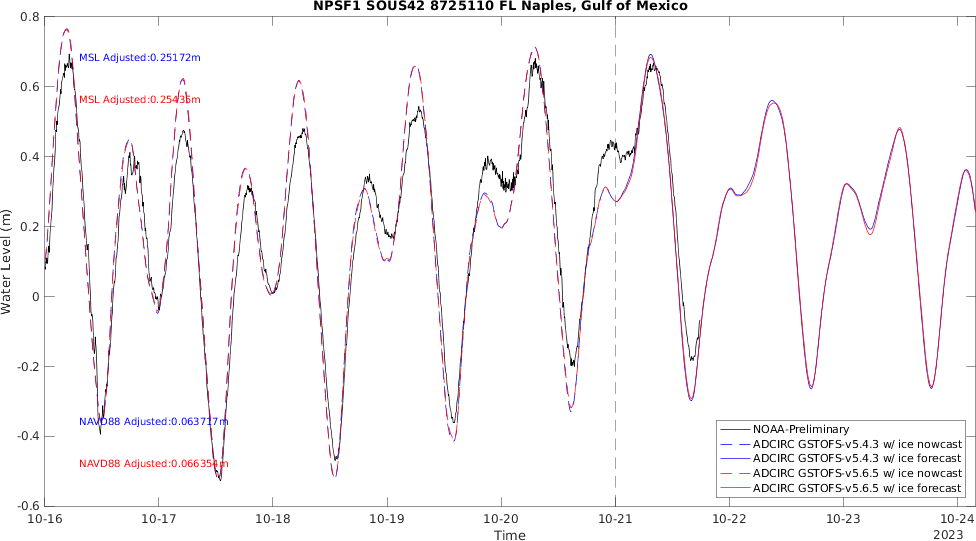 NPSF1 SOUS42 8725110 FL Naples, Gulf of Mexico
0.8
0.6
0.4
0.2
0
-0.2
-0.4
-0.6
Water Level (m)
MSL Adjusted:0.25172m
MSL Adjusted:0.25435m
NAVD88 Adjusted:0.063717m
NAVD88 Adjusted:0.066354m
NOAA-Preliminary
ADCIRC GSTOFS-v5.4.3 w/ ice nowcast
ADCIRC GSTOFS-v5.4.3 w/ ice forecast
ADCIRC GSTOFS-v5.6.5 w/ ice nowcast
ADCIRC GSTOFS-v5.6.5 w/ ice forecast
10-16 10-17 10-18 10-19 10-20 10-21 10-22 10-23 10-24
Time
2023